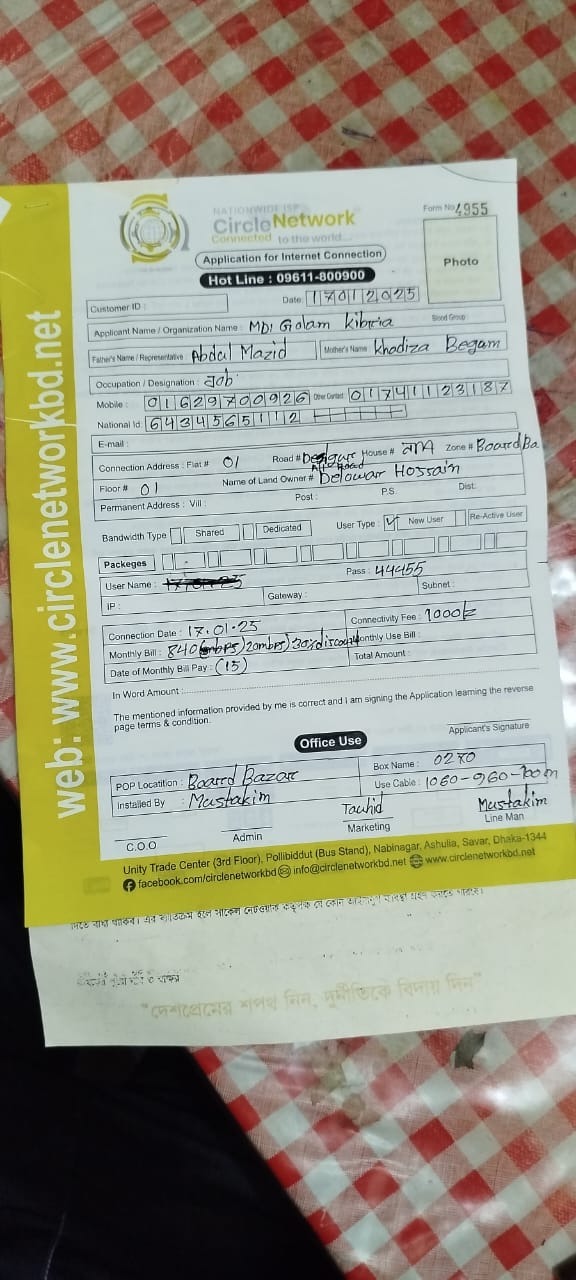 NATIONWIDE ISP
CircleNetwork
Connected to the world...
Form No 4955
Application for Internet Connection
Hot Line : 09611-800900
Photo
Customer ID :
Date 17012025
Applicant Name / Organization Name : MD: Golam Kibria Blood Group :
Father's Name / Representative Abdul Mazid Mother's Name Khodiza Begam
Occupation / Designation : Job
Mobile : 01629700926 Other Contact 01741123187
National Id 6434565112
E-mail :
Connection Address : Flat # 01 Road # House # Zone # Board Ba
Floor # 01 Name of Land Owner # Delowar Hossain
Permanent Address : Vill : Post : P.S Dist.
Bandwidth Type Shared Dedicated User Type : New User Re-Active User
Packeges
User Name : Pass : 44455
IP : Gateway : Subnet :
Connection Date : 17.01.25 Connectivity Fee : 1000
Monthly Bill : 840 20mbps) 30% discount Monthly Use Bill :
Date of Monthly Bill Pay : (15) Total Amount :
In Word Amount :
The mentioned information provided by me is correct and I am signing the Application learning the reverse
page terms & condition.
Applicant's Signature
Office Use
POP Locatition : Board Bazar Box Name : 0270
Installed By : Mustakim Use Cable : 1060-960-100m
Tauhid Mustakim
C.O.O Admin Marketing Line Man
Unity Trade Center (3rd Floor), Pollibiddut (Bus Stand), Nabinagar, Ashulia, Savar, Dhaka-1344
facebook.com/circlenetworkbd info@circlenetworkbd.net www.circlenetworkbd.net
web: www.circlenetworkbd.net
"দেশপ্রেমের শপথ নিন, দুর্নীতিকে বিদায় দিন"